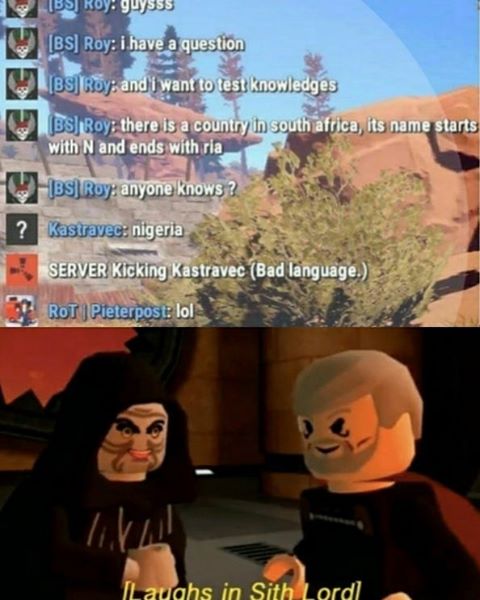 [BS] Roy: guysss
[BS] Roy: i have a question
[BS] Roy: and i want to test knowledges
[BS] Roy: there is a country in south africa, its name starts
with N and ends with ria
[BS] Roy: anyone knows ?
?
Kastravec: nigeria
SERVER Kicking Kastravec (Bad language.)
RoT | Pieterpost: lol
[Laughs in Sith Lord]